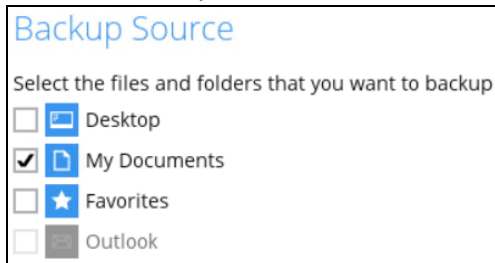 Backup Source
Select the files and folders that you want to backup
Desktop
My Documents
Favorites
Outlook